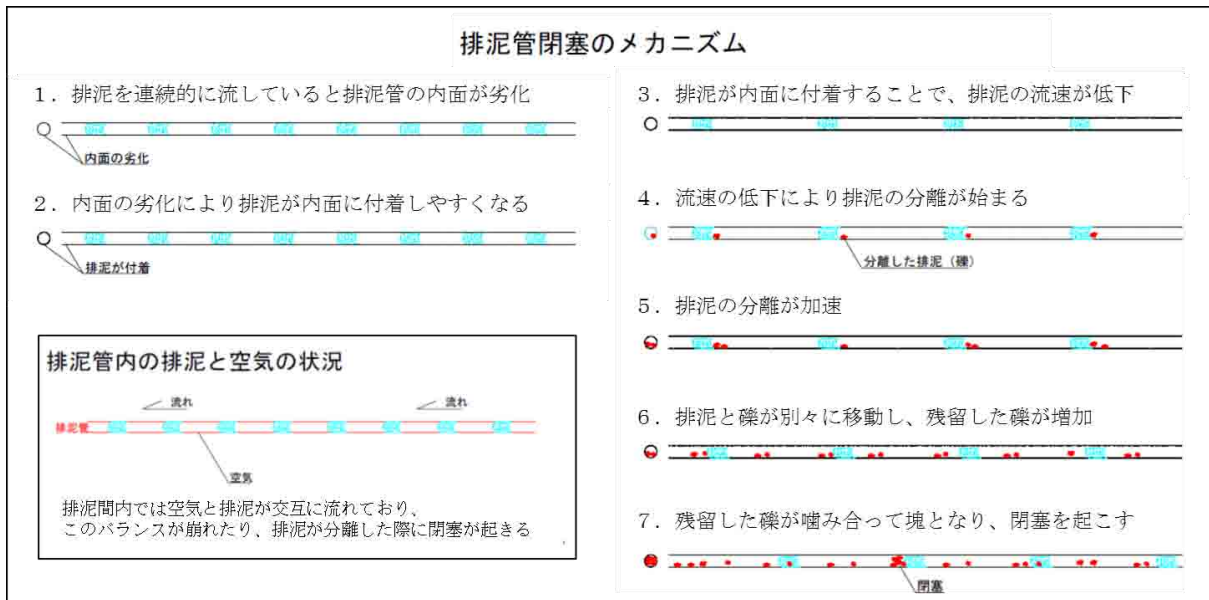 排泥管閉塞のメカニズム
1．排泥を連続的に流していると排泥管の内面が劣化
内面の劣化
2．内面の劣化により排泥が内面に付着しやすくなる
排泥が付着
排泥管内の排泥と空気の状況
流れ
流れ
排泥管
空気
排泥間内では空気と排泥が交互に流れており、
このバランスが崩れたり、排泥が分離した際に閉塞が起きる
3．排泥が内面に付着することで、排泥の流速が低下
4．流速の低下により排泥の分離が始まる
分離した排泥（礫）
5．排泥の分離が加速
6．排泥と礫が別々に移動し、残留した礫が増加
7．残留した礫が噛み合って塊となり、閉塞を起こす
閉塞